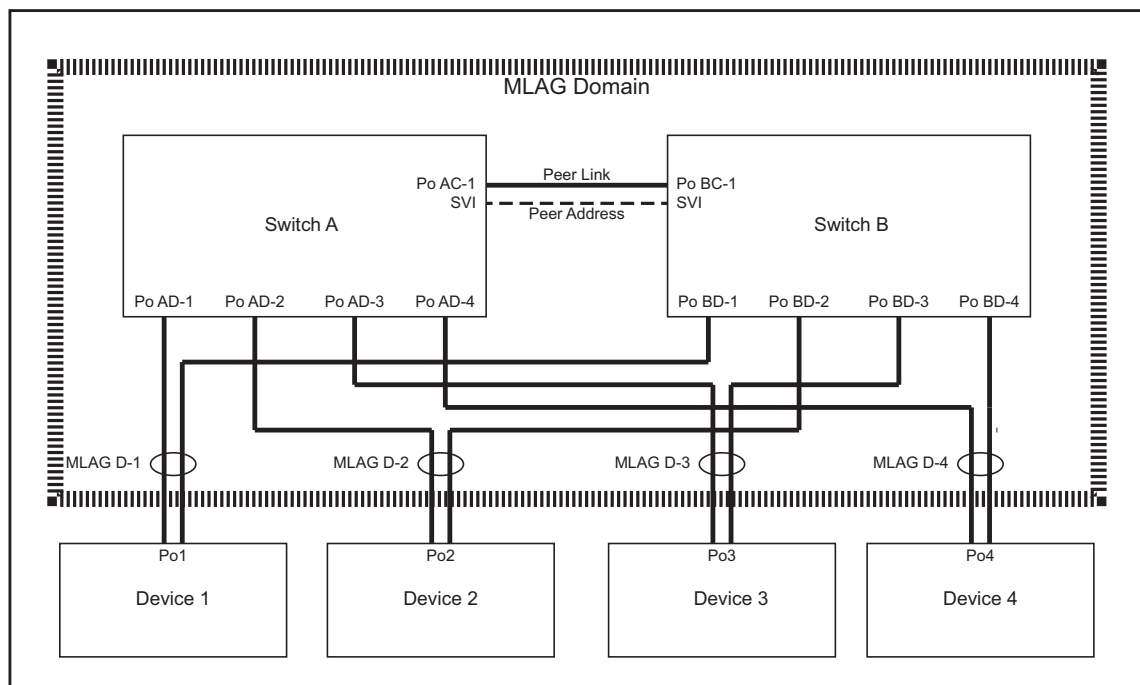 MLAG Domain
Peer Link
Po AC-1
Po BC-1
SVI
SVI
Peer Address
Switch A
Switch B
Po AD-1
Po AD-2
Po AD-3
Po AD-4
Po BD-1
Po BD-2
Po BD-3
Po BD-4
MLAG D-1
MLAG D-2
MLAG D-3
MLAG D-4
Po1
Po2
Po3
Po4
Device 1
Device 2
Device 3
Device 4